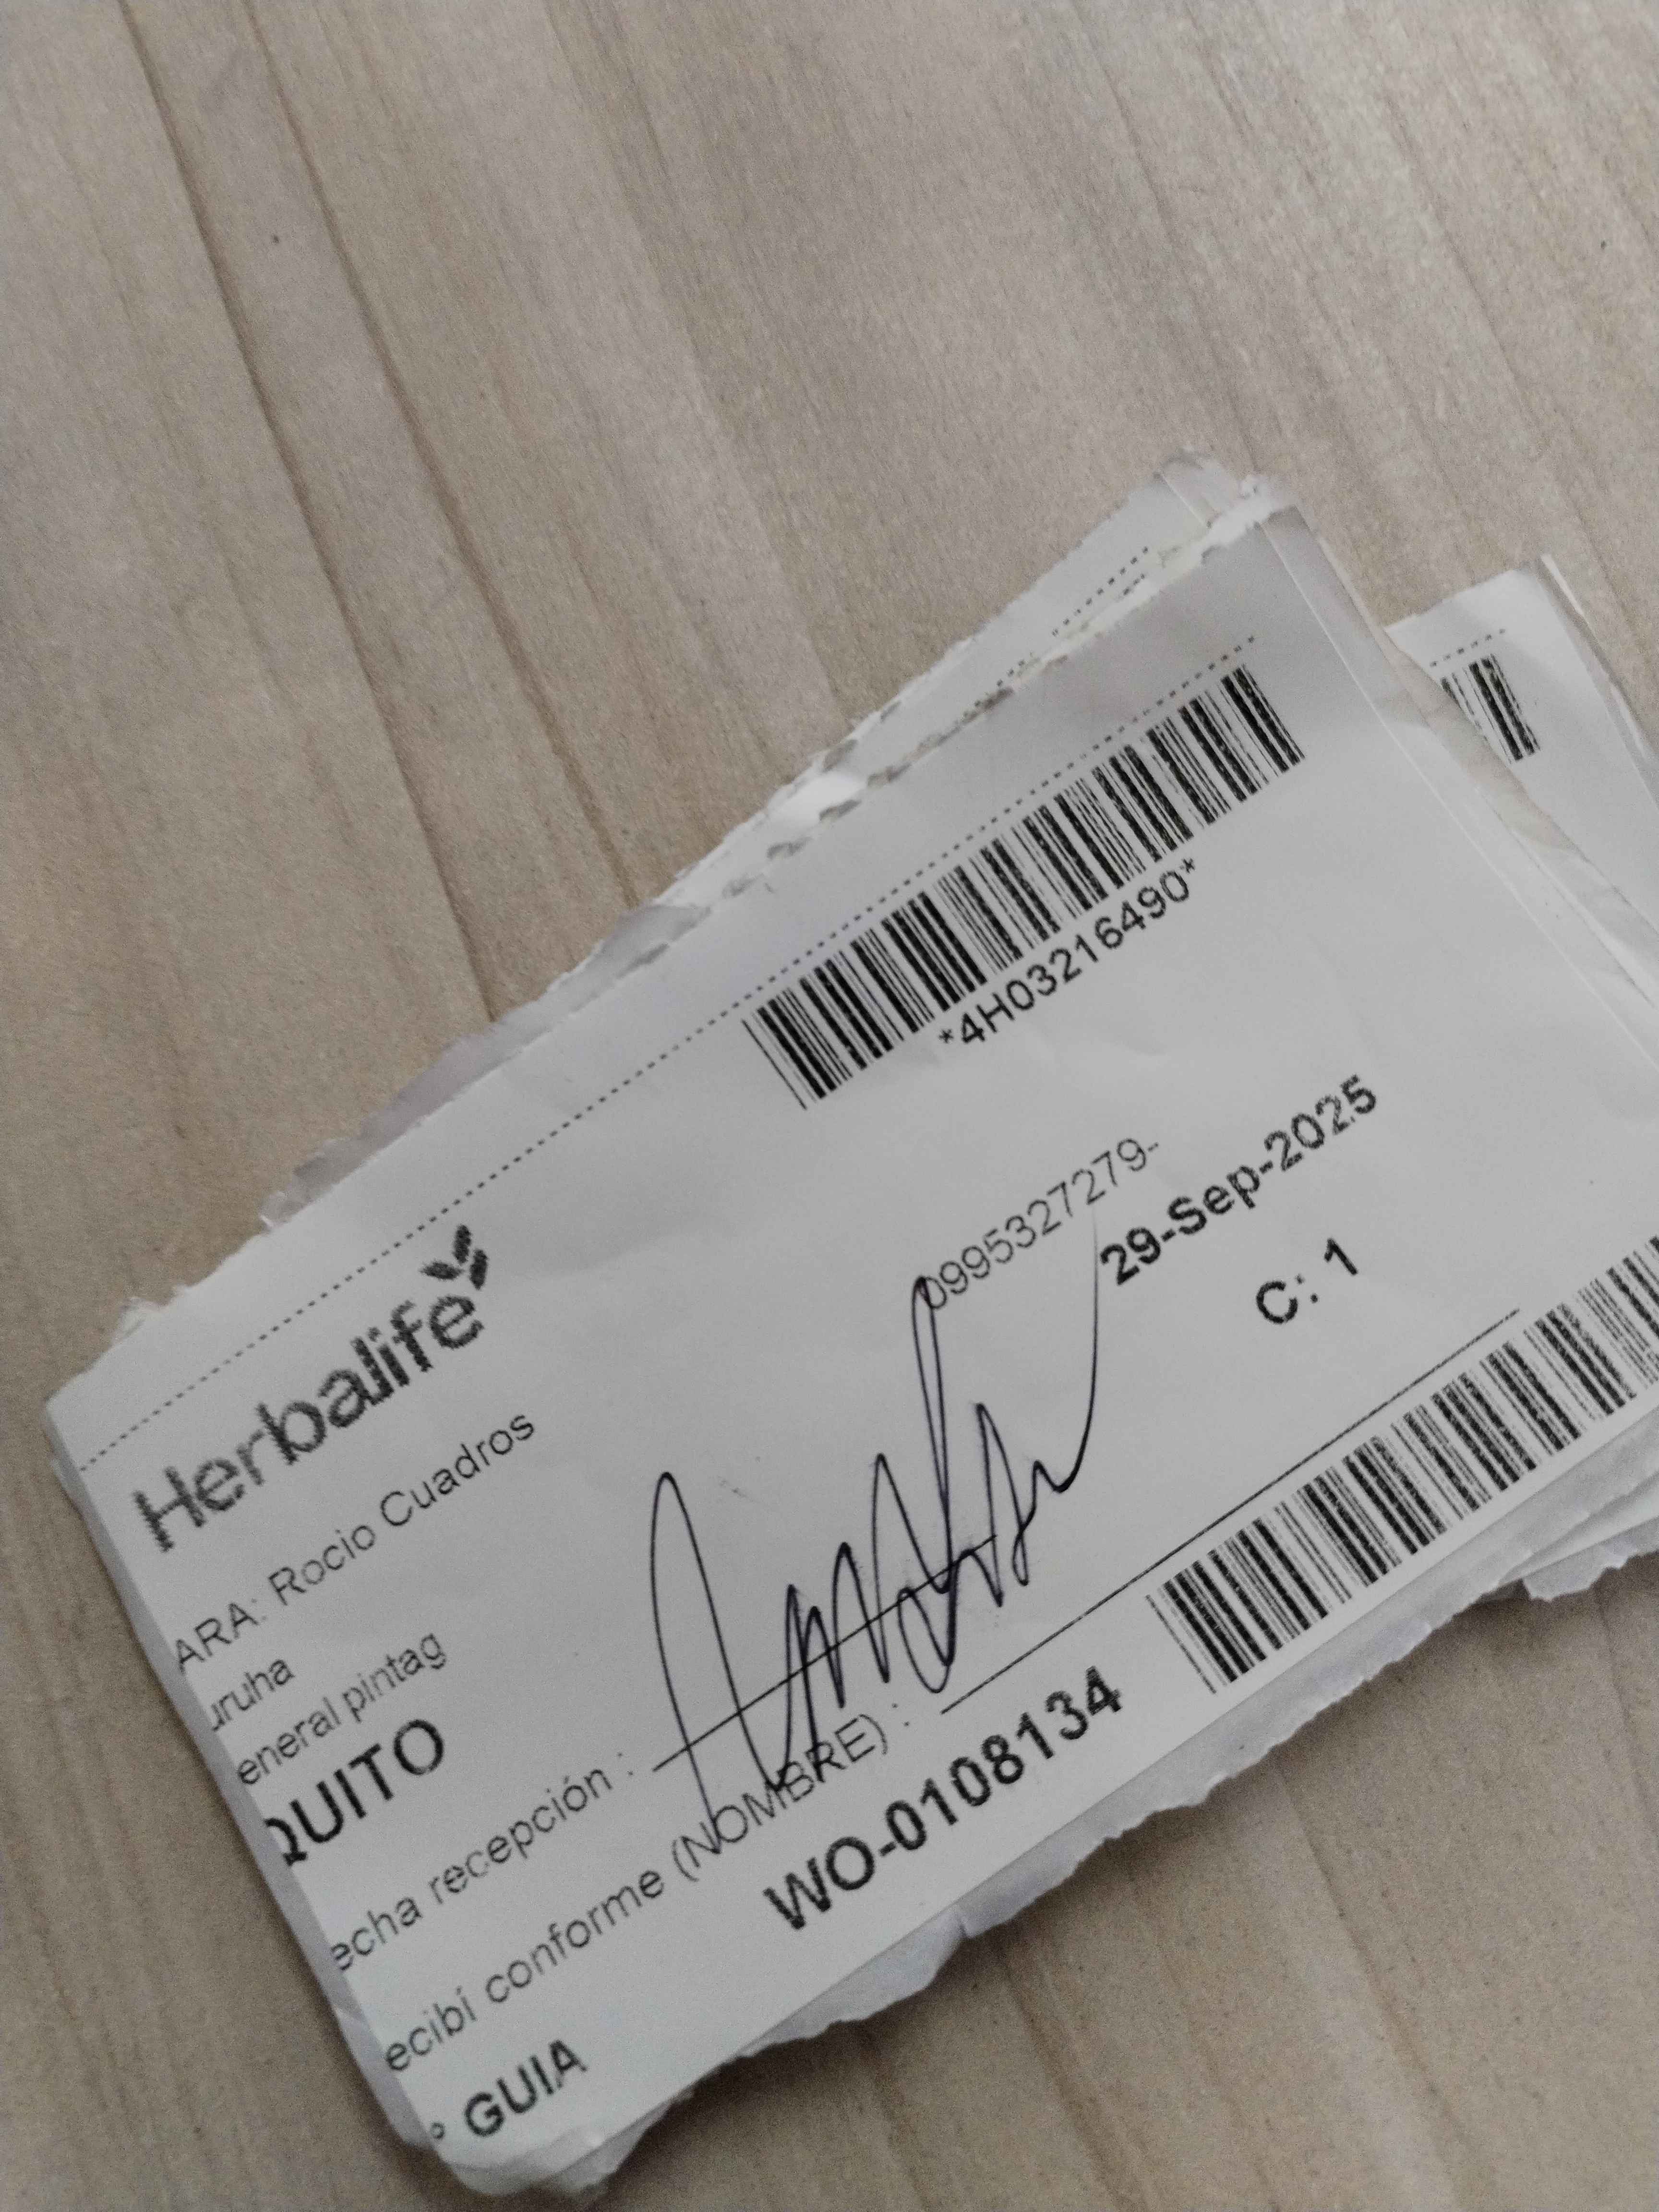 *4H03216490*
Herbalife
ARA: Rocio Cuadros
0995327279-
uruha
29-Sep-2025
eneral pintag
QUITO
C: 1
echa recepción :
ecibí conforme (NOMBRE) :
° GUIA
WO-0108134